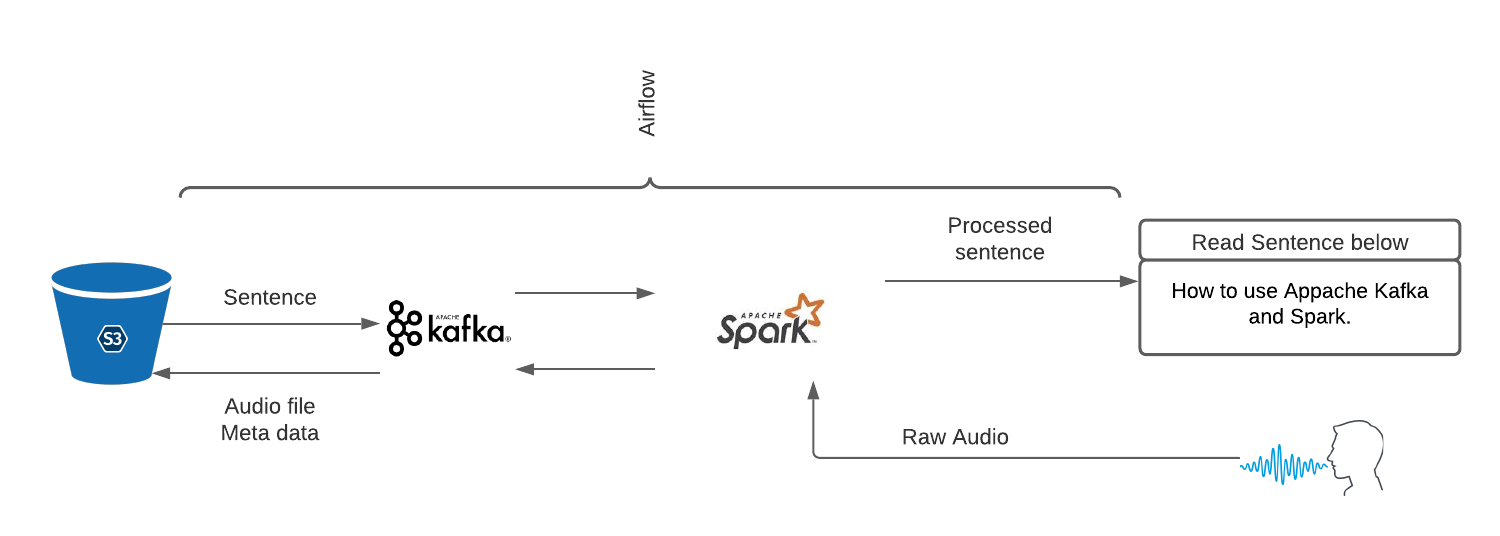 Airflow
Processed
sentence
Read Sentence below
Sentence
How to use Appache Kafka
and Spark.
S3
APACHE
kafka®
APACHE
Spark™
Audio file
Meta data
Raw Audio